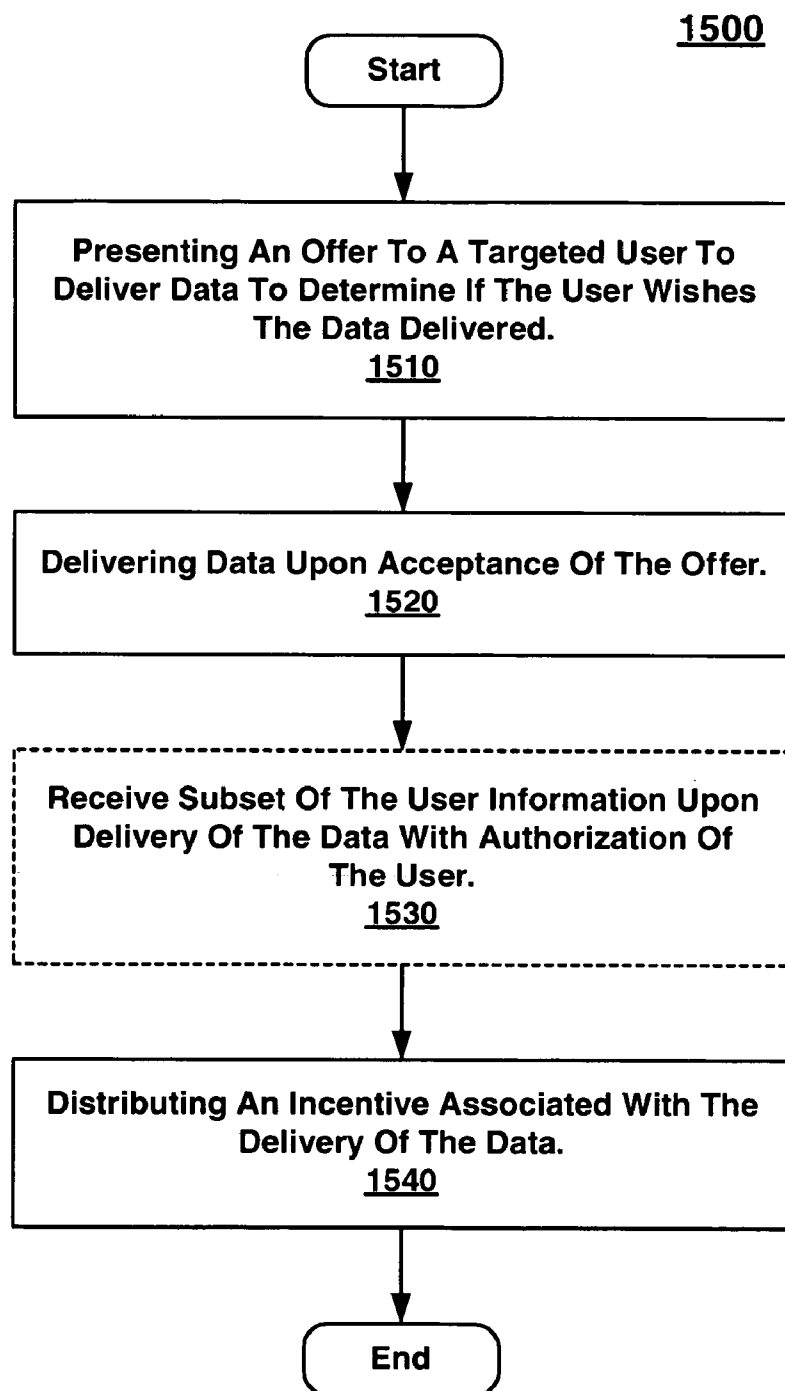 1500
Start
Presenting An Offer To A Targeted User To
Deliver Data To Determine If The User Wishes
The Data Delivered.
1510
Delivering Data Upon Acceptance Of The Offer.
1520
Receive Subset Of The User Information Upon
Delivery Of The Data With Authorization Of
The User.
1530
Distributing An Incentive Associated With The
Delivery Of The Data.
1540
End